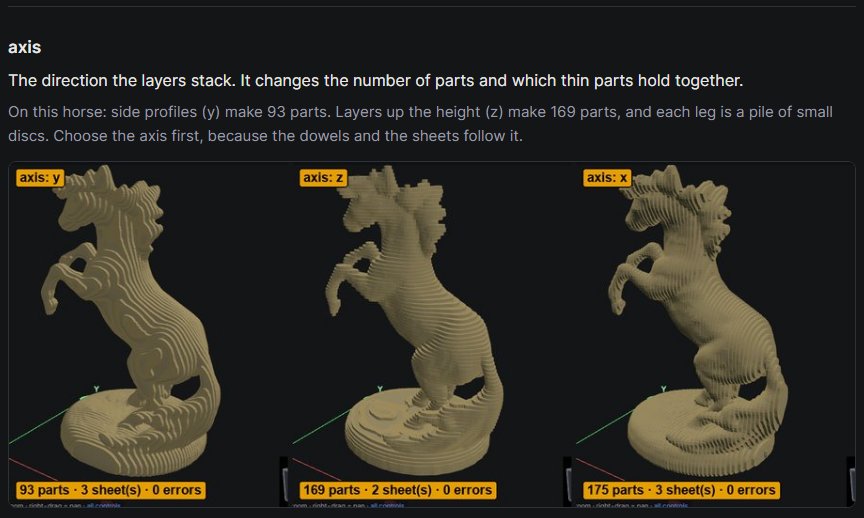 axis
The direction the layers stack. It changes the number of parts and which thin parts hold together.
On this horse: side profiles (y) make 93 parts. Layers up the height (z) make 169 parts, and each leg is a pile of small
discs. Choose the axis first, because the dowels and the sheets follow it.
axis: y
axis: z
axis: x
Y
Y
Y
93 parts · 3 sheet(s) · 0 errors
169 parts · 2 sheet(s) · 0 errors
175 parts · 3 sheet(s) · 0 errors